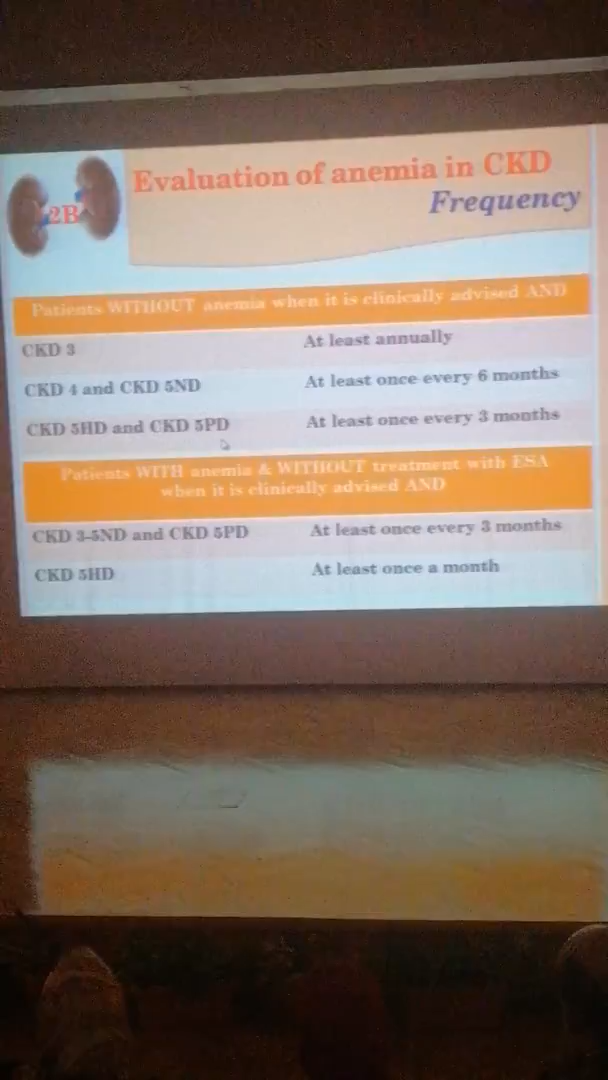 2B
Evaluation of anemia in CKD
Frequency
Patients WITHOUT anemia when it is clinically advised AND
CKD 3 At least annually
CKD 4 and CKD 5ND At least once every 6 months
CKD 5HD and CKD 5PD At least once every 3 months
Patients WITH anemia & WITHOUT treatment with ESA
when it is clinically advised AND
CKD 3-5ND and CKD 5PD At least once every 3 months
CKD 5HD At least once a month